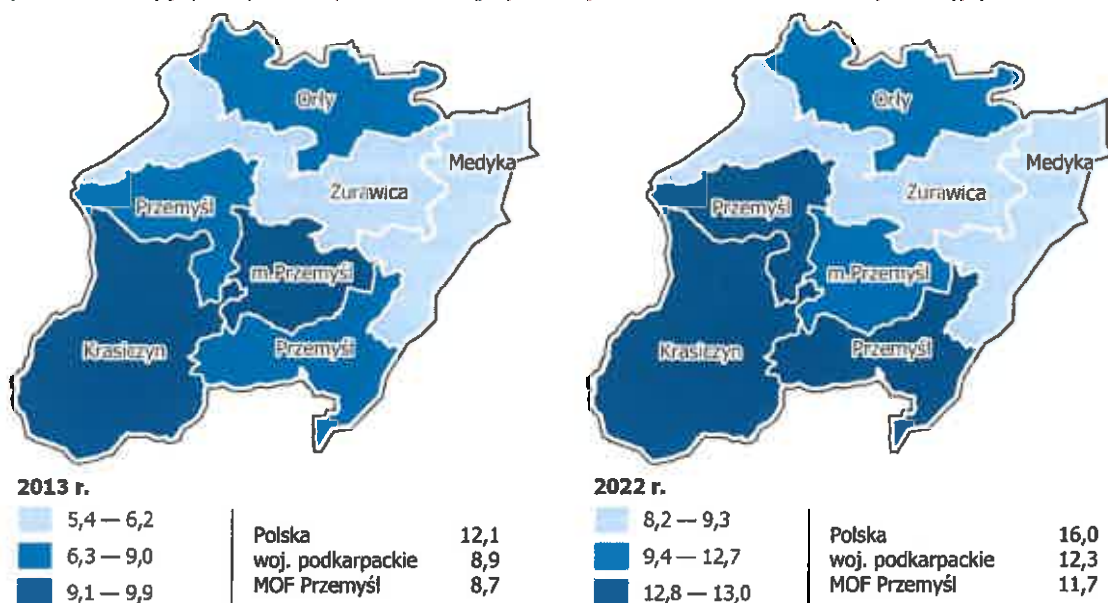 Orły
Medyka
Żurawica
Przemyśl
m.Przemyśl
Krasiczyn
Przemyśl
2013 r.
5,4 — 6,2
6,3 — 9,0
9,1 — 9,9
Polska 12,1
woj. podkarpackie 8,9
MOF Przemyśl 8,7
Orły
Medyka
Żurawica
Przemyśl
m.Przemyśl
Krasiczyn
Przemyśl
2022 r.
8,2 — 9,3
9,4 — 12,7
12,8 — 13,0
Polska 16,0
woj. podkarpackie 12,3
MOF Przemyśl 11,7